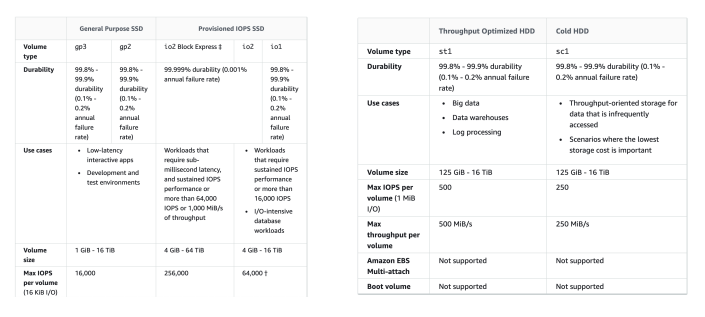 General Purpose SSD Provisioned IOPS SSD
Volume type gp3 gp2 io2 Block Express ‡ io2 io1
Durability
99.8% - 99.9% durability (0.1% - 0.2% annual failure rate)
99.8% - 99.9% durability (0.1% - 0.2% annual failure rate)
99.999% durability (0.001% annual failure rate)
99.8% - 99.9% durability (0.1% - 0.2% annual failure rate)
Use cases
• Low-latency interactive apps
• Development and test environments
Workloads that require sub-millisecond latency, and sustained IOPS performance or more than 64,000 IOPS or 1,000 MiB/s of throughput
• Workloads that require sustained IOPS performance or more than 16,000 IOPS
• I/O-intensive database workloads
Volume size 1 GiB - 16 TiB 4 GiB - 64 TiB 4 GiB - 16 TiB
Max IOPS per volume (16 KiB I/O) 16,000 256,000 64,000 †
Throughput Optimized HDD Cold HDD
Volume type st1 sc1
Durability
99.8% - 99.9% durability (0.1% - 0.2% annual failure rate)
99.8% - 99.9% durability (0.1% - 0.2% annual failure rate)
Use cases
• Big data
• Data warehouses
• Log processing
• Throughput-oriented storage for data that is infrequently accessed
• Scenarios where the lowest storage cost is important
Volume size 125 GiB - 16 TiB 125 GiB - 16 TiB
Max IOPS per volume (1 MiB I/O) 500 250
Max throughput per volume 500 MiB/s 250 MiB/s
Amazon EBS Multi-attach Not supported Not supported
Boot volume Not supported Not supported